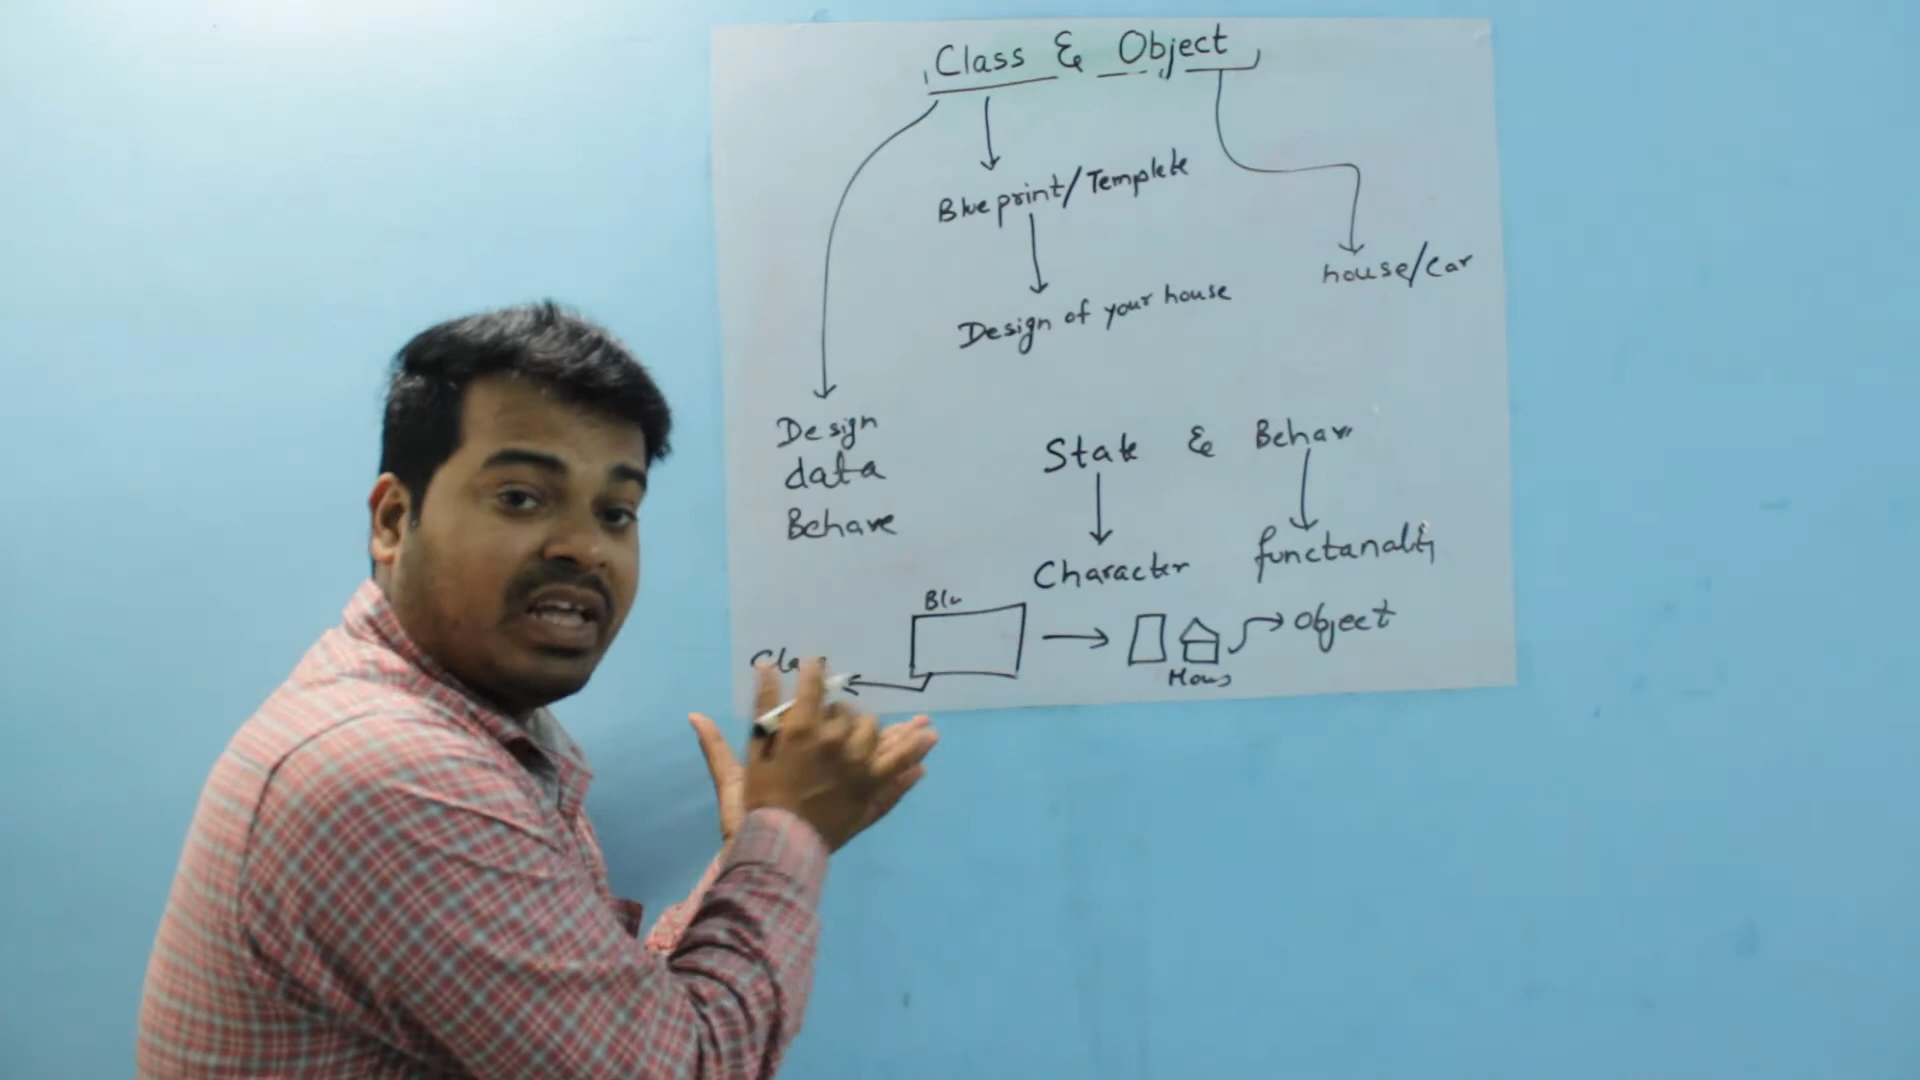 Class & Object
Blueprint/Templete
house/car
Design of your house
Design
data
Behave
State & Behav
Character
functanality
Blu
Class
Object
Hous